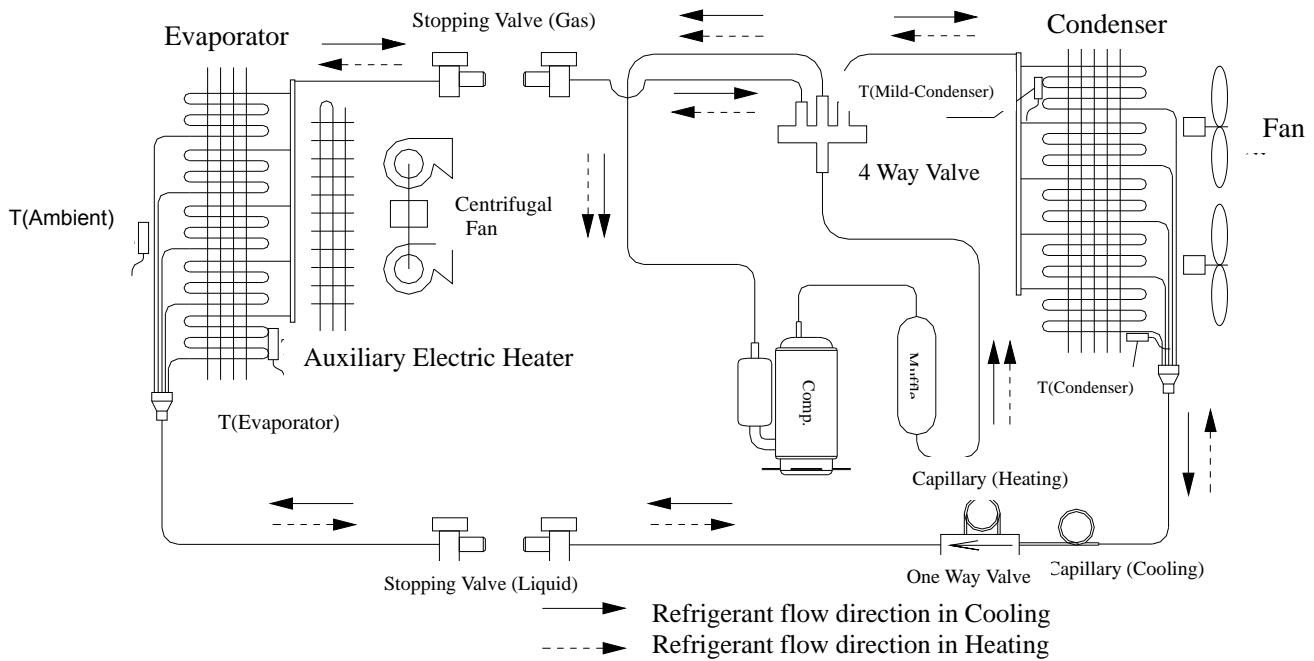 Stopping Valve (Gas)
Evaporator
Condenser
T(Mild-Condenser)
Fan
4 Way Valve
T(Ambient)
Centrifugal
Fan
Auxiliary Electric Heater
Comp.
T(Condenser)
T(Evaporator)
Capillary (Heating)
Stopping Valve (Liquid)
One Way Valve
Capillary (Cooling)
Refrigerant flow direction in Cooling
Refrigerant flow direction in Heating